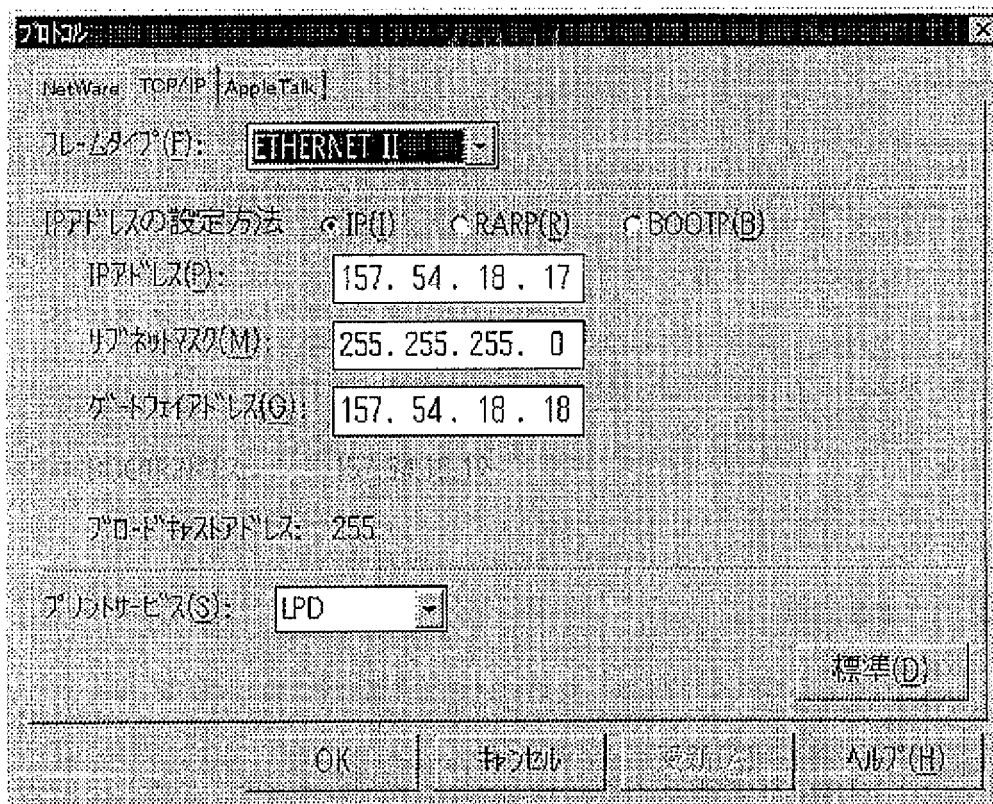 プロトコル
NetWare TCP/IP AppleTalk
フレームタイプ(F): ETHERNET II
IPアドレスの設定方法 IP(I) RARP(R) BOOTP(B)
IPアドレス(P): 157. 54. 18. 17
サブネットマスク(M): 255. 255. 255. 0
ゲートウェイアドレス(G): 157. 54. 18. 18
ブロードキャストアドレス: 255
プリントサービス(S): LPD
標準(D)
OK キャンセル ヘルプ(H)